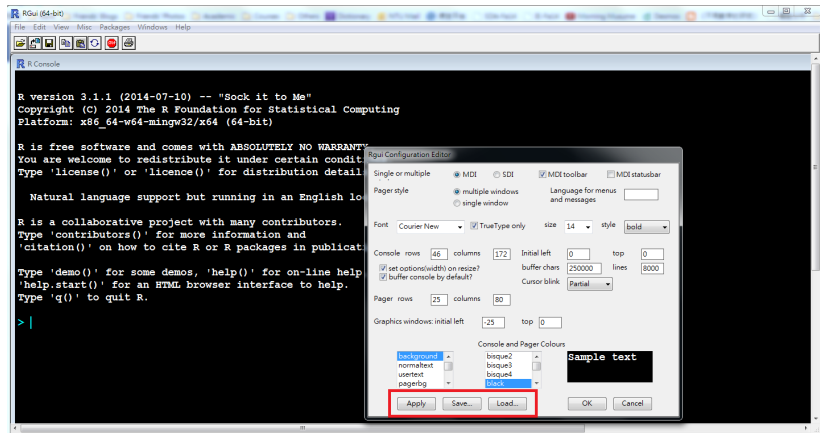 RGui (64-bit)
File Edit View Misc Packages Windows Help
R Console
R version 3.1.1 (2014-07-10) -- "Sock it to Me"
Copyright (C) 2014 The R Foundation for Statistical Computing
Platform: x86_64-w64-mingw32/x64 (64-bit)
R is free software and comes with ABSOLUTELY NO WARRANTY
You are welcome to redistribute it under certain condit
Type 'license()' or 'licence()' for distribution detail
Natural language support but running in an English lo
R is a collaborative project with many contributors.
Type 'contributors()' for more information and
'citation()' on how to cite R or R packages in publicat
Type 'demo()' for some demos, 'help()' for on-line help
'help.start()' for an HTML browser interface to help.
Type 'q()' to quit R.
>
Rgui Configuration Editor
Single or multiple MDI SDI MDI toolbar MDI statusbar
Pager style multiple windows Language for menus
single window and messages
Font Courier New TrueType only size 14 style bold
Console rows 46 columns 172 Initial left 0 top 0
set options(width) on resize? buffer chars 250000 lines 8000
buffer console by default? Cursor blink Partial
Pager rows 25 columns 80
Graphics windows: initial left -25 top 0
Console and Pager Colours
background bisque2 Sample text
normaltext bisque3
usertext bisque4
pagerbg black
Apply Save... Load... OK Cancel